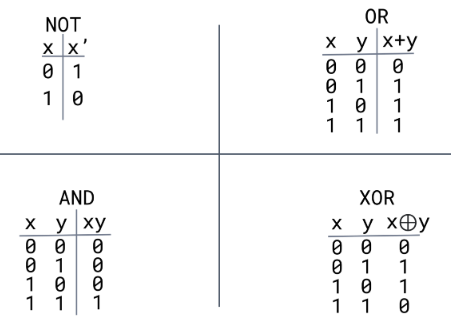 NOT
x x’
0 1
1 0
OR
x y x+y
0 0 0
0 1 1
1 0 1
1 1 1
AND
x y xy
0 0 0
0 1 0
1 0 0
1 1 1
XOR
x y x⊕y
0 0 0
0 1 1
1 0 1
1 1 0